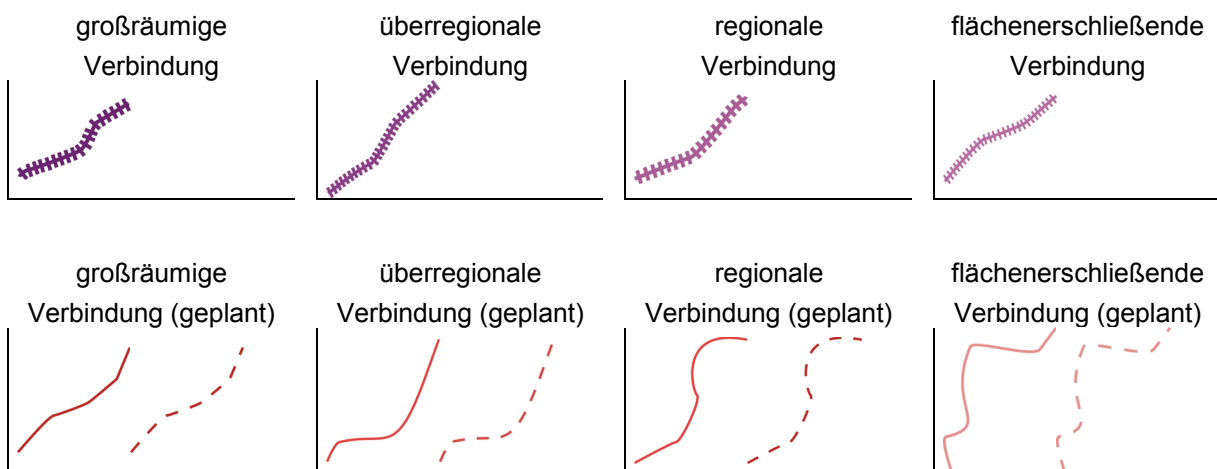 großräumige
Verbindung
überregionale
Verbindung
regionale
Verbindung
flächenerschließende
Verbindung
großräumige
Verbindung (geplant)
überregionale
Verbindung (geplant)
regionale
Verbindung (geplant)
flächenerschließende
Verbindung (geplant)